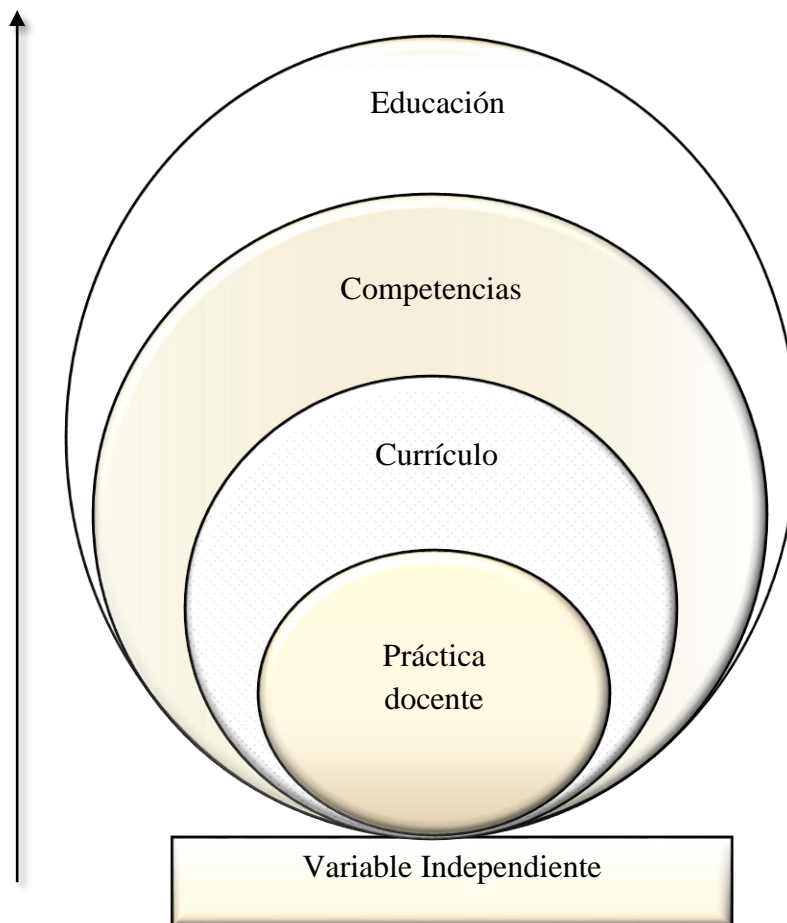 Educación
Competencias
Currículo
Práctica
docente
Variable Independiente